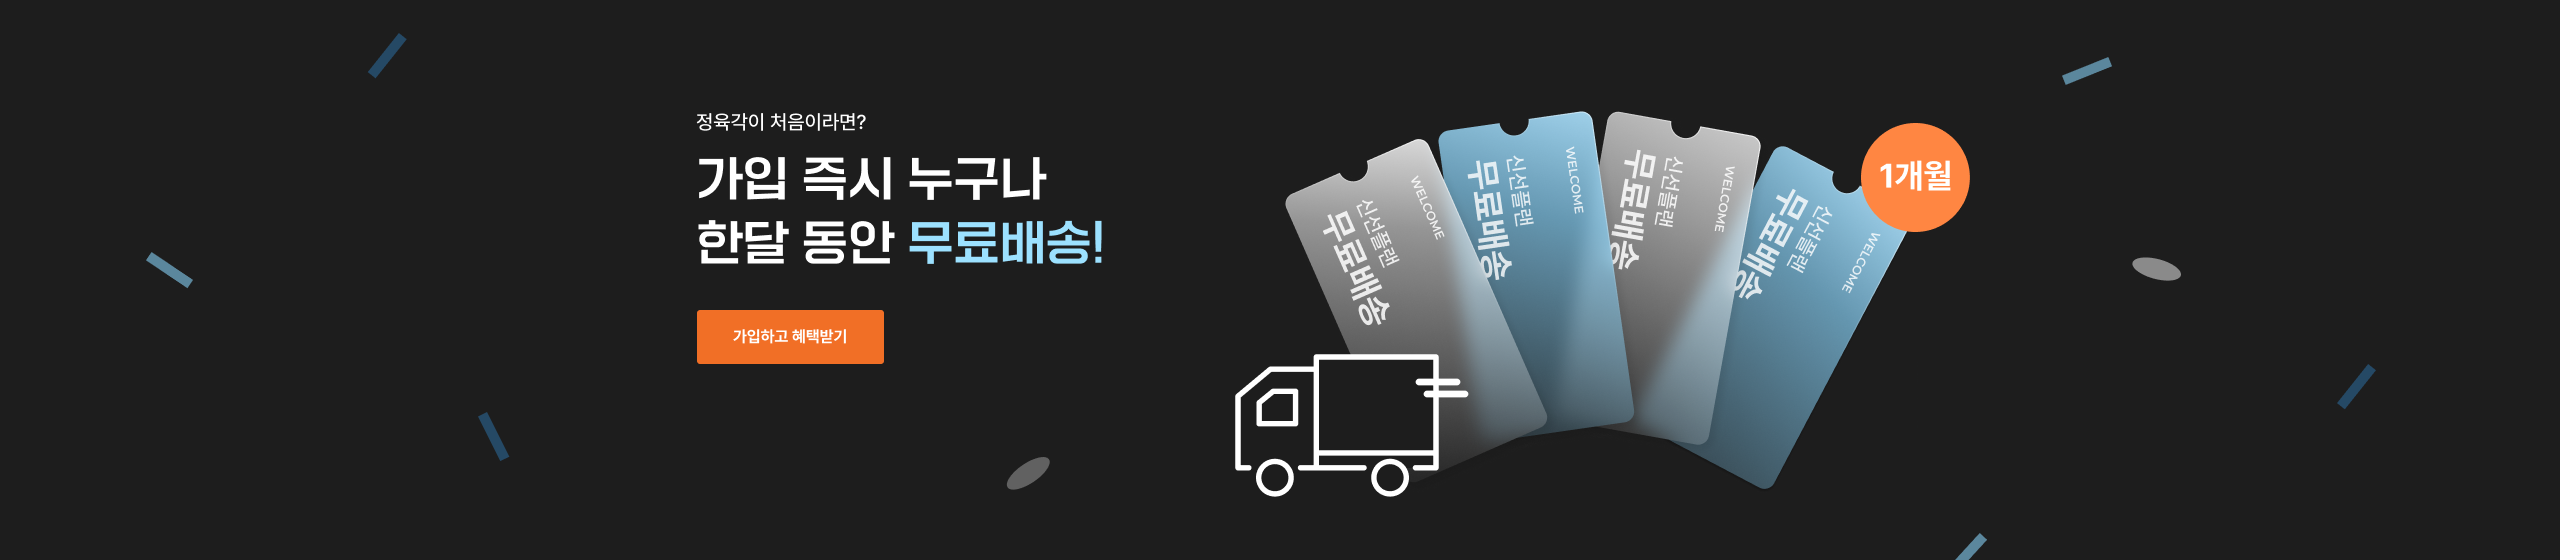 정육각이 처음이라면?
가입 즉시 누구나
한달 동안 무료배송!
가입하고 혜택받기
WELCOME
신선플랜
무료배송
WELCOME
신선플랜
무료배송
WELCOME
신선플랜
무료배송
WELCOME
신선플랜
무료배송
1개월